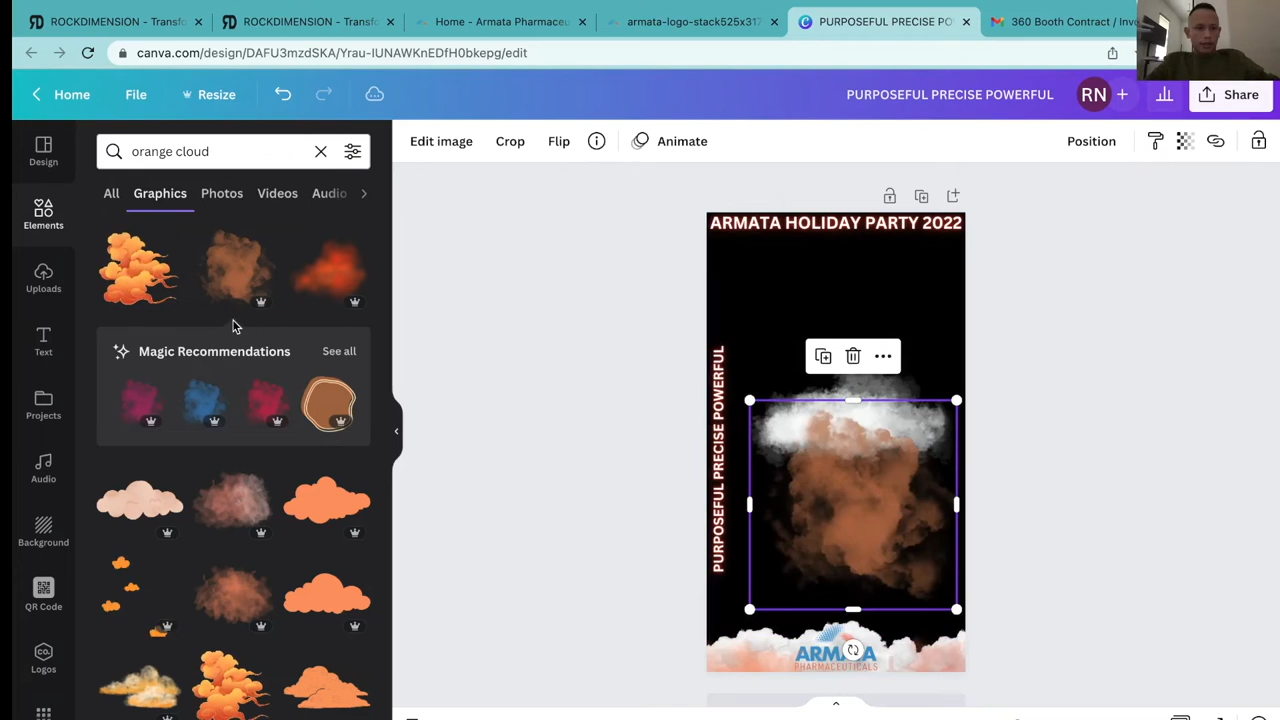 ROCKDIMENSION - Transfo
ROCKDIMENSION - Transfo
Home - Armata Pharmaceu
armata-logo-stack525x317
PURPOSEFUL PRECISE PO
360 Booth Contract / Inve
canva.com/design/DAFU3mzdSKA/Yrau-IUNAWKnEDfH0bkepg/edit
Home
File
Resize
PURPOSEFUL PRECISE POWERFUL
RN
Share
Design
Elements
Uploads
Text
Projects
Audio
Background
QR Code
Logos
orange cloud
All
Graphics
Photos
Videos
Audio
Magic Recommendations
See all
Edit image
Crop
Flip
Animate
Position
ARMATA HOLIDAY PARTY 2022
PURPOSEFUL PRECISE POWERFUL
PHARMACEUTICALS